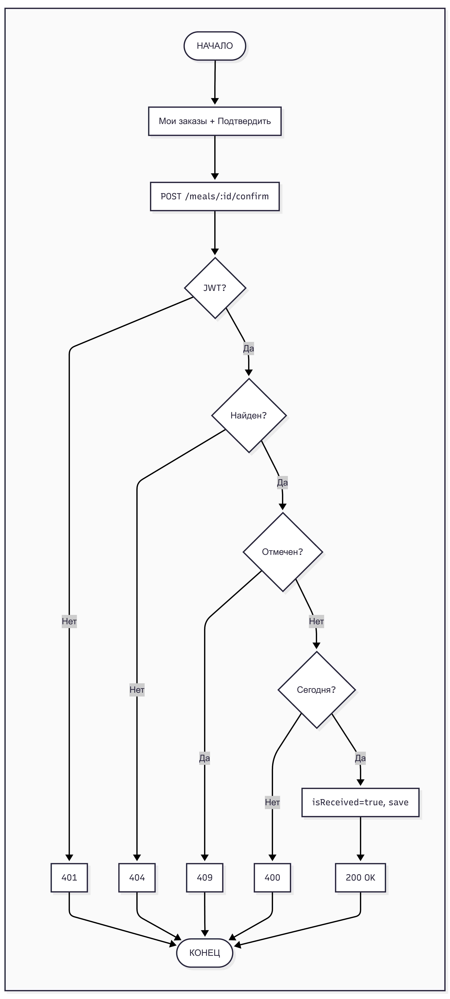 НАЧАЛО
Мои заказы + Подтвердить
POST /meals/:id/confirm
JWT?
Да
Найден?
Да
Отмечен?
Нет
Нет
Сегодня?
Нет
Да
Да
Нет
isReceived=true, save
401
404
409
400
200 OK
КОНЕЦ